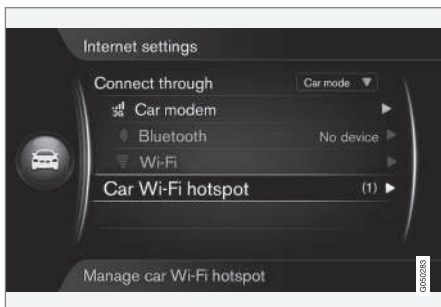 Internet settings
Connect through Car mode
3G Car modem
Bluetooth No device
Wi-Fi
Car Wi-Fi hotspot (1)
Manage car Wi-Fi hotspot
G050283